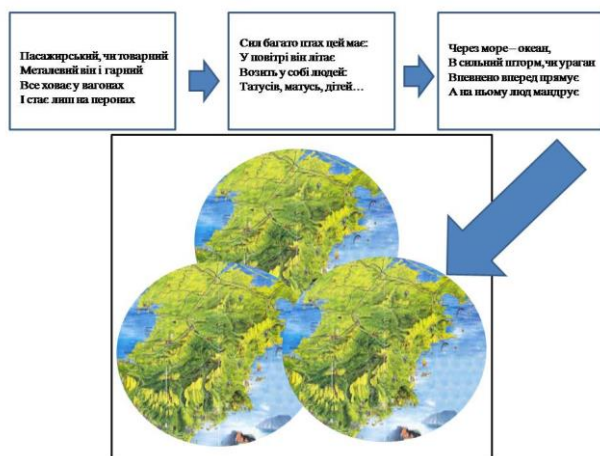 Пасажирський, чи товарний
Металевий він і гарний
Все ховає у вагонах
І стає лиш на перонах
Сил багато птах цей має:
У повітрі він літає
Возить у собі людей:
Татусів, матусь, дітей…
Через море – океан,
В сильний шторм, чи ураган
Впевнено вперед прямує
А на ньому люд мандрує